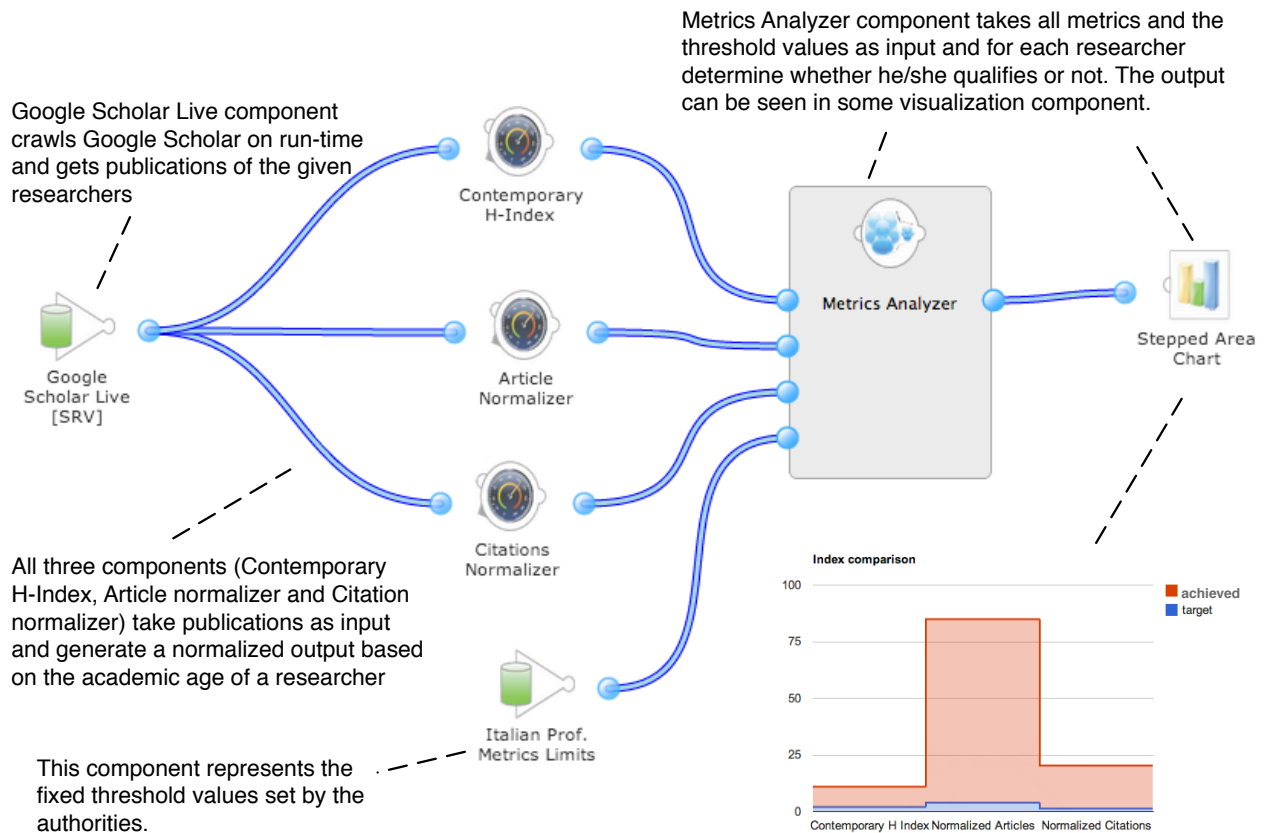 Metrics Analyzer component takes all metrics and the
threshold values as input and for each researcher
determine whether he/she qualifies or not. The output
can be seen in some visualization component.
Google Scholar Live component
crawls Google Scholar on run-time
and gets publications of the given
researchers
Contemporary
H-Index
Metrics Analyzer
Stepped Area
Chart
Google
Scholar Live
[SRV]
Article
Normalizer
Citations
Normalizer
All three components (Contemporary
H-Index, Article normalizer and Citation
normalizer) take publications as input
and generate a normalized output based
on the academic age of a researcher
Italian Prof.
Metrics Limits
This component represents the
fixed threshold values set by the
authorities.
Index comparison
100
75
50
25
0
achieved
target
Contemporary H Index Normalized Articles Normalized Citations